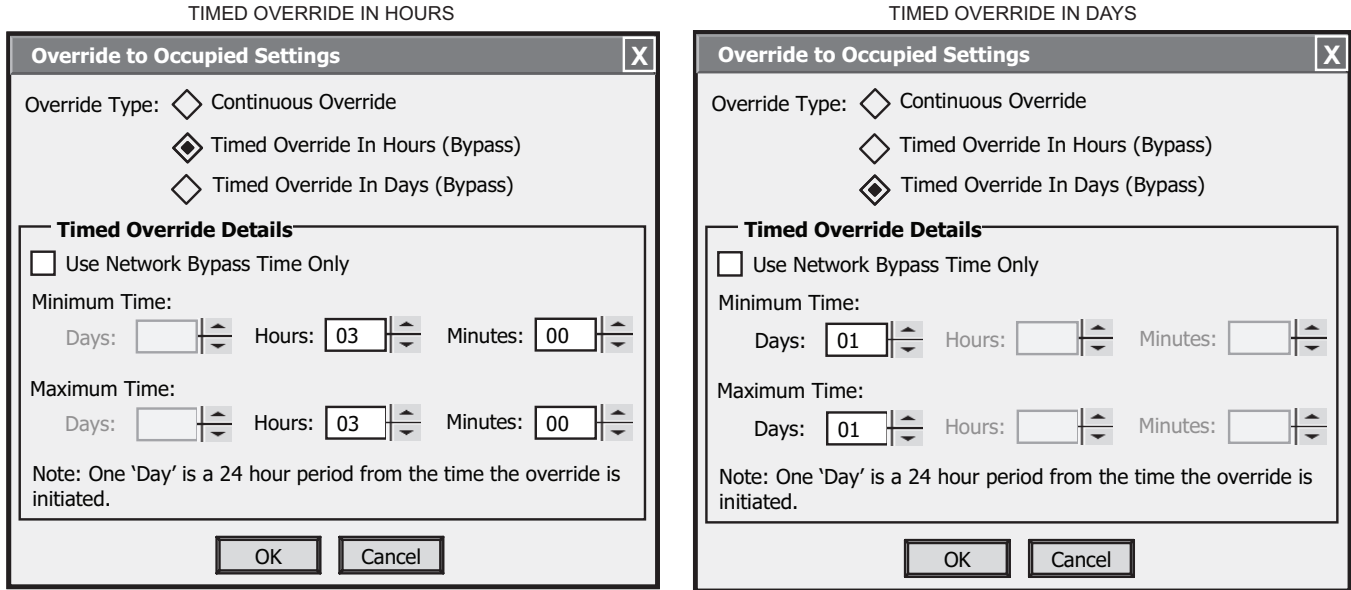 TIMED OVERRIDE IN HOURS
Override to Occupied Settings X
Override Type: Continuous Override
Timed Override In Hours (Bypass)
Timed Override In Days (Bypass)
Timed Override Details
Use Network Bypass Time Only
Minimum Time:
Days: Hours: 03 Minutes: 00
Maximum Time:
Days: Hours: 03 Minutes: 00
Note: One ‘Day’ is a 24 hour period from the time the override is
initiated.
OK Cancel
TIMED OVERRIDE IN DAYS
Override to Occupied Settings X
Override Type: Continuous Override
Timed Override In Hours (Bypass)
Timed Override In Days (Bypass)
Timed Override Details
Use Network Bypass Time Only
Minimum Time:
Days: 01 Hours: Minutes:
Maximum Time:
Days: 01 Hours: Minutes:
Note: One ‘Day’ is a 24 hour period from the time the override is
initiated.
OK Cancel